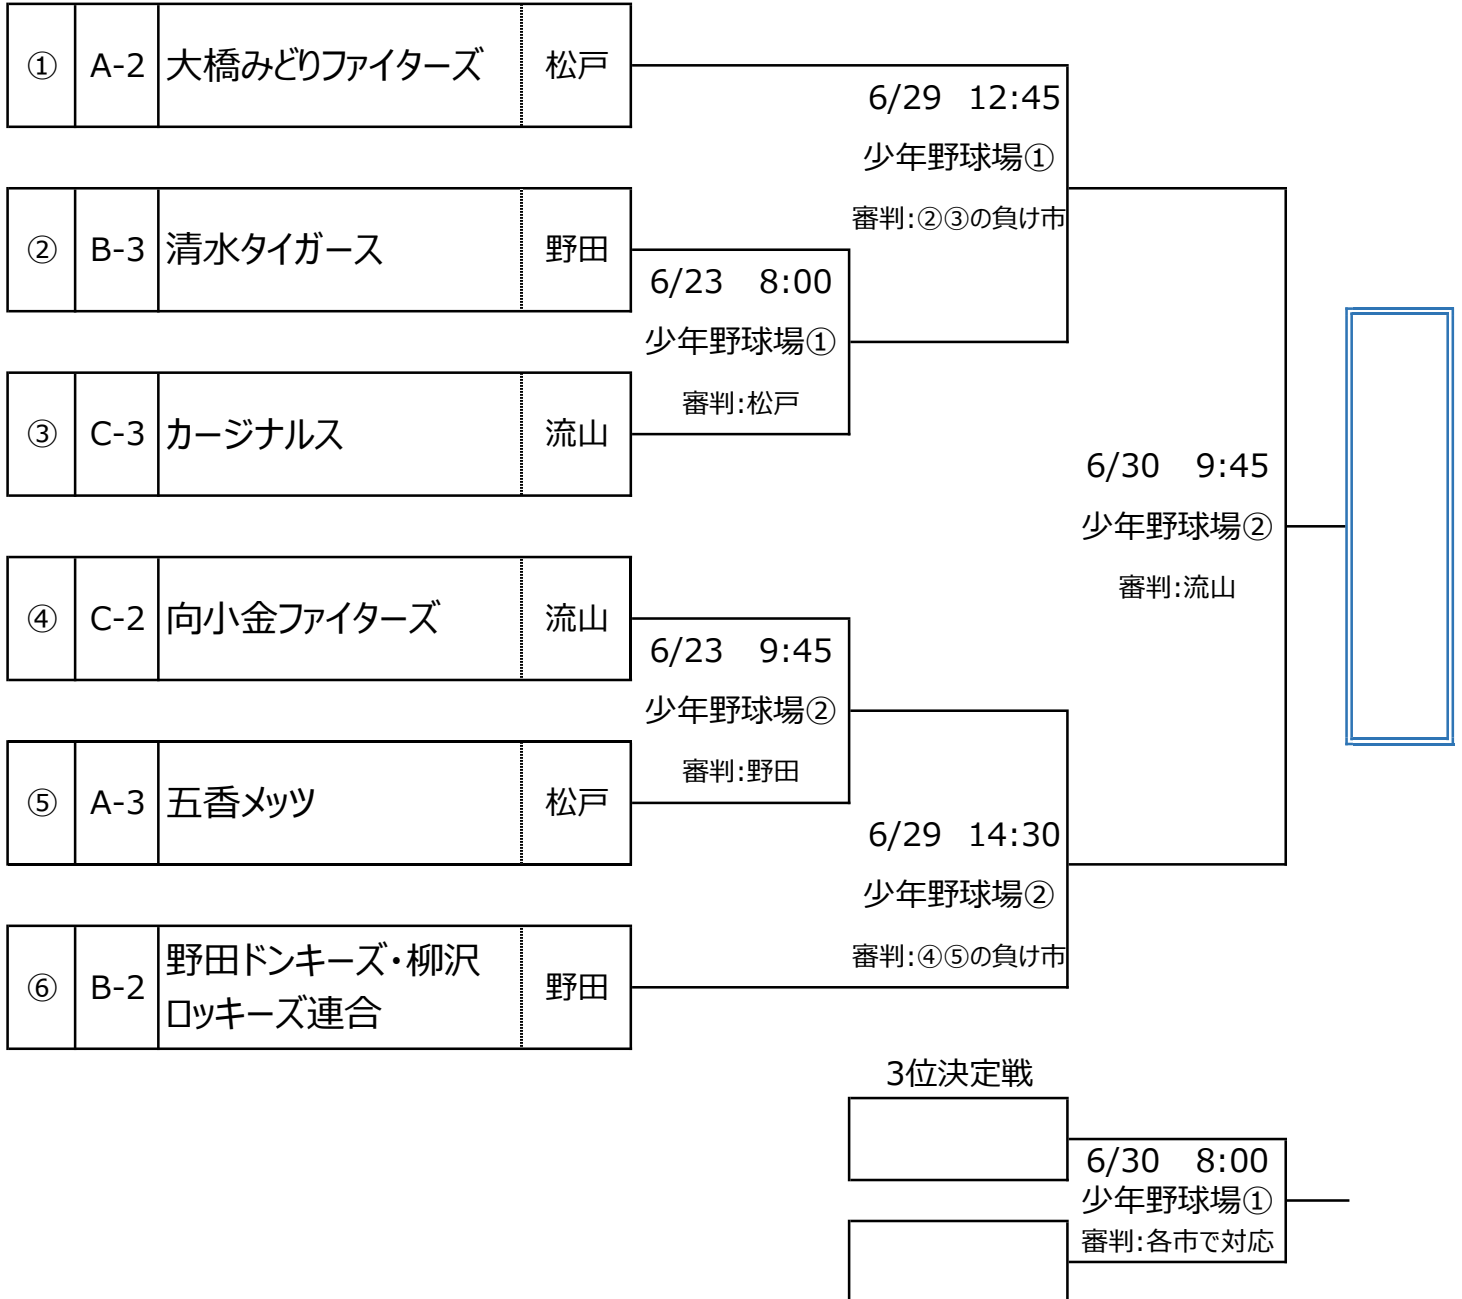 ① A-2 大橋みどりファイターズ 松戸
6/29 12:45
少年野球場①
審判:②③の負け市
② B-3 清水タイガース 野田
6/23 8:00
少年野球場①
審判:松戸
③ C-3 カージナルス 流山
6/30 9:45
少年野球場②
審判:流山
④ C-2 向小金ファイターズ 流山
6/23 9:45
少年野球場②
審判:野田
⑤ A-3 五香メッツ 松戸
6/29 14:30
少年野球場②
審判:④⑤の負け市
⑥ B-2 野田ドンキーズ・柳沢
ロッキーズ連合 野田
3位決定戦
6/30 8:00
少年野球場①
審判:各市で対応